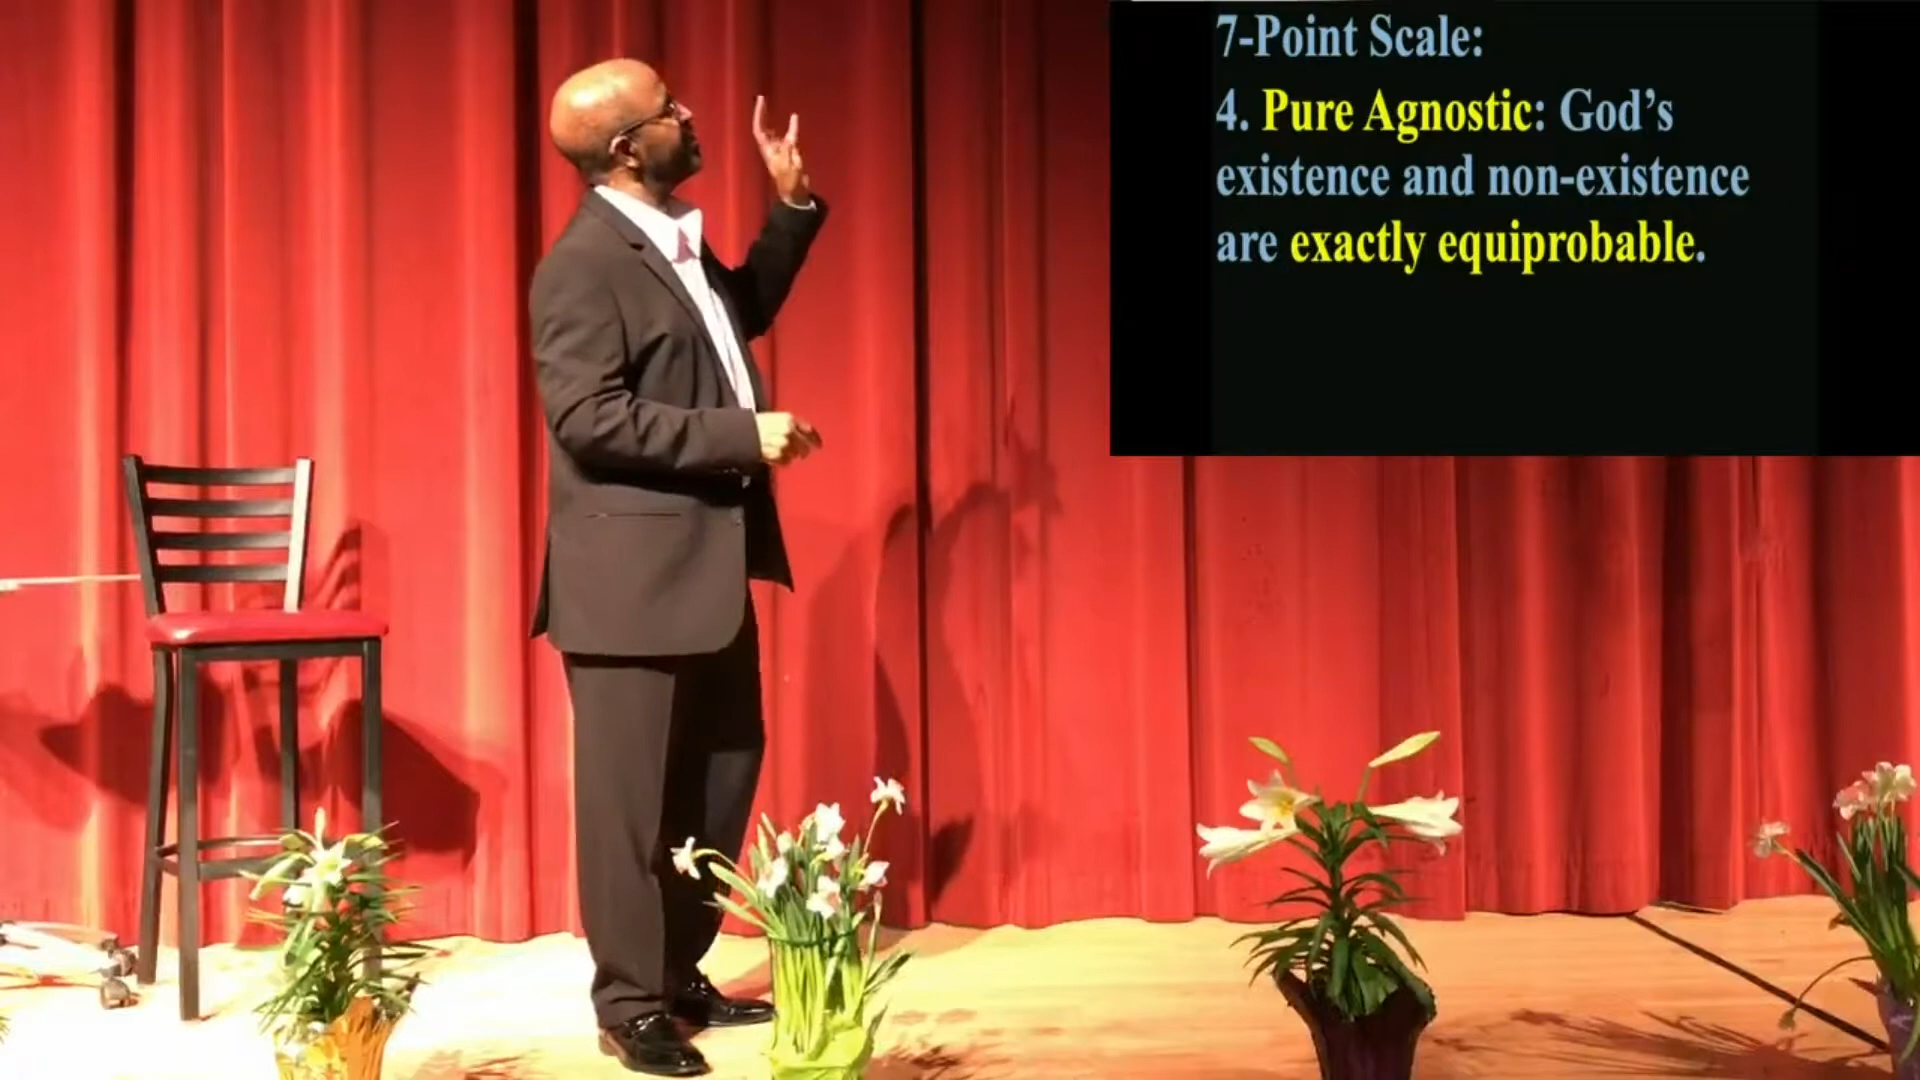 7-Point Scale:
4. Pure Agnostic: God’s
existence and non-existence
are exactly equiprobable.